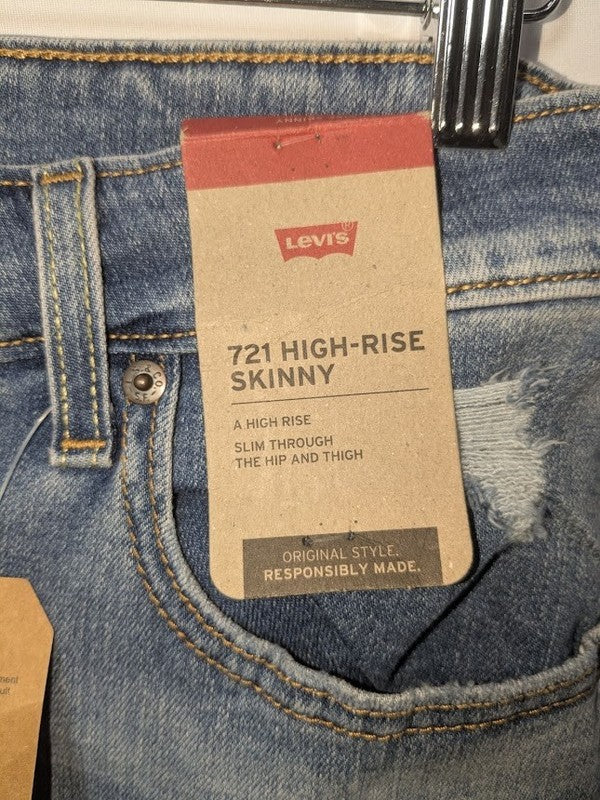 LEVI'S®
721 HIGH-RISE
SKINNY
A HIGH RISE
SLIM THROUGH
THE HIP AND THIGH
ORIGINAL STYLE.
RESPONSIBLY MADE.